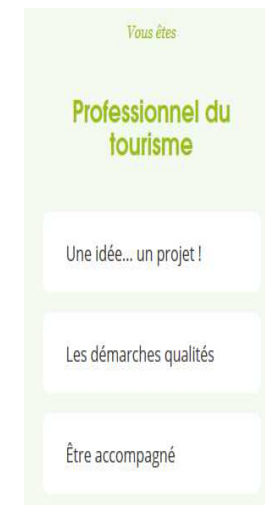 Vous êtes
Professionnel du
tourisme
Une idée... un projet !
Les démarches qualités
Être accompagné